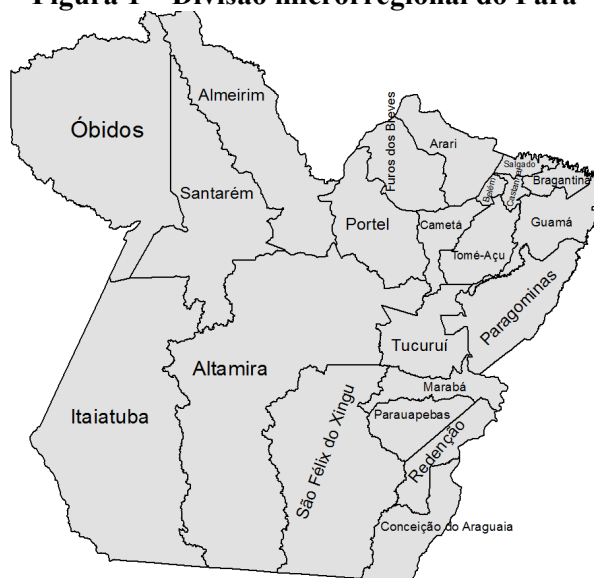 Figura 1 – Divisão microrregional do Pará
Almeirim
Óbidos
Furos dos Breves
Arari
Salgado
Bragantina
Belém
Castanhal
Santarém
Portel
Cametá
Guamá
Tomé-Açu
Paragominas
Tucuruí
Altamira
Marabá
Itaiatuba
Parauapebas
São Félix do Xingu
Redenção
Conceição do Araguaia